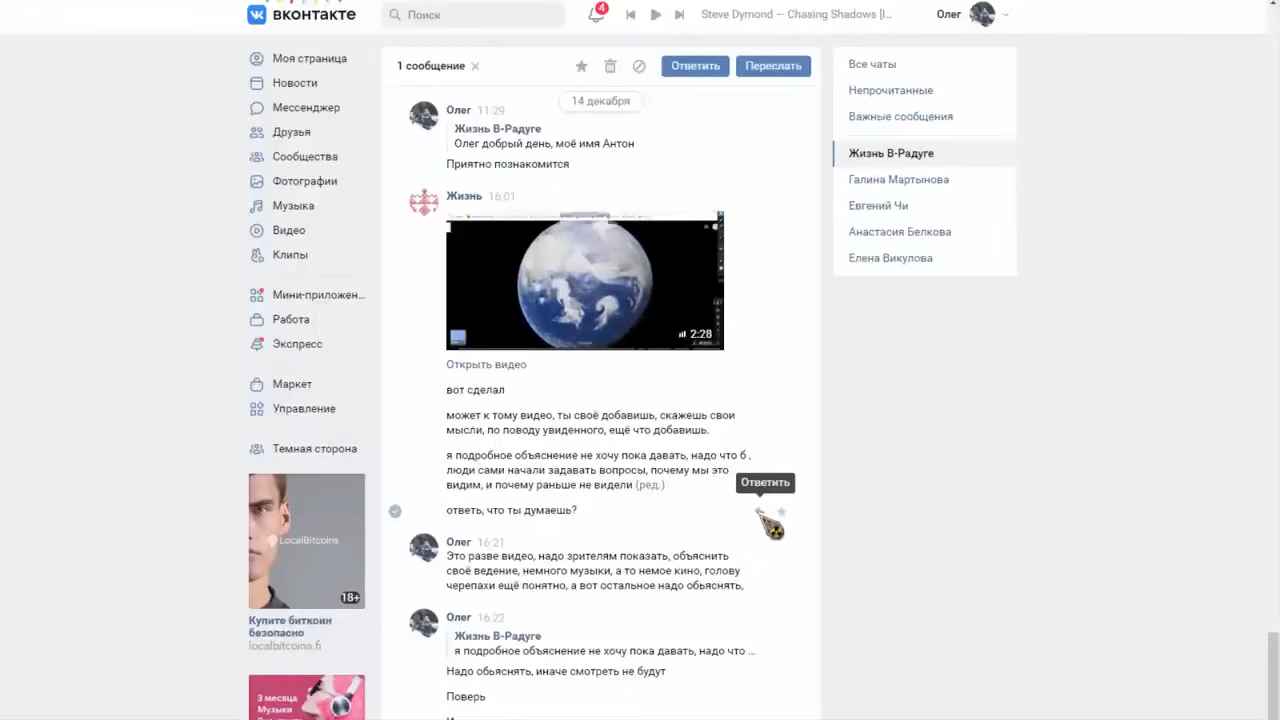 вконтакте
Поиск
4
Steve Dymond — Chasing Shadows [I...
Олег
Моя страница
Новости
Мессенджер
Друзья
Сообщества
Фотографии
Музыка
Видео
Клипы
Мини-приложен...
Работа
Экспресс
Маркет
Управление
Темная сторона
LocalBitcoins
18+
Купите биткоин
безопасно
localbitcoins.fi
3 месяца
Музыки
1 сообщение
Ответить
Переслать
14 декабря
Олег 11:29
Жизнь В-Радуге
Олег добрый день, моё имя Антон
Приятно познакомится
Жизнь 16:01
2:28
Открыть видео
вот сделал
может к тому видео, ты своё добавишь, скажешь свои
мысли, по поводу увиденного, ещё что добавишь.
я подробное объяснение не хочу пока давать, надо что б ,
люди сами начали задавать вопросы, почему мы это
видим, и почему раньше не видели (ред.)
Ответить
ответь, что ты думаешь?
Олег 16:21
Это разве видео, надо зрителям показать, объяснить
своё ведение, немного музыки, а то немое кино, голову
черепахи ещё понятно, а вот остальное надо обьяснять,
Олег 16:22
Жизнь В-Радуге
я подробное объяснение не хочу пока давать, надо что ...
Надо обьяснять, иначе смотреть не будут
Поверь
Все чаты
Непрочитанные
Важные сообщения
Жизнь В-Радуге
Галина Мартынова
Евгений Чи
Анастасия Белкова
Елена Викулова